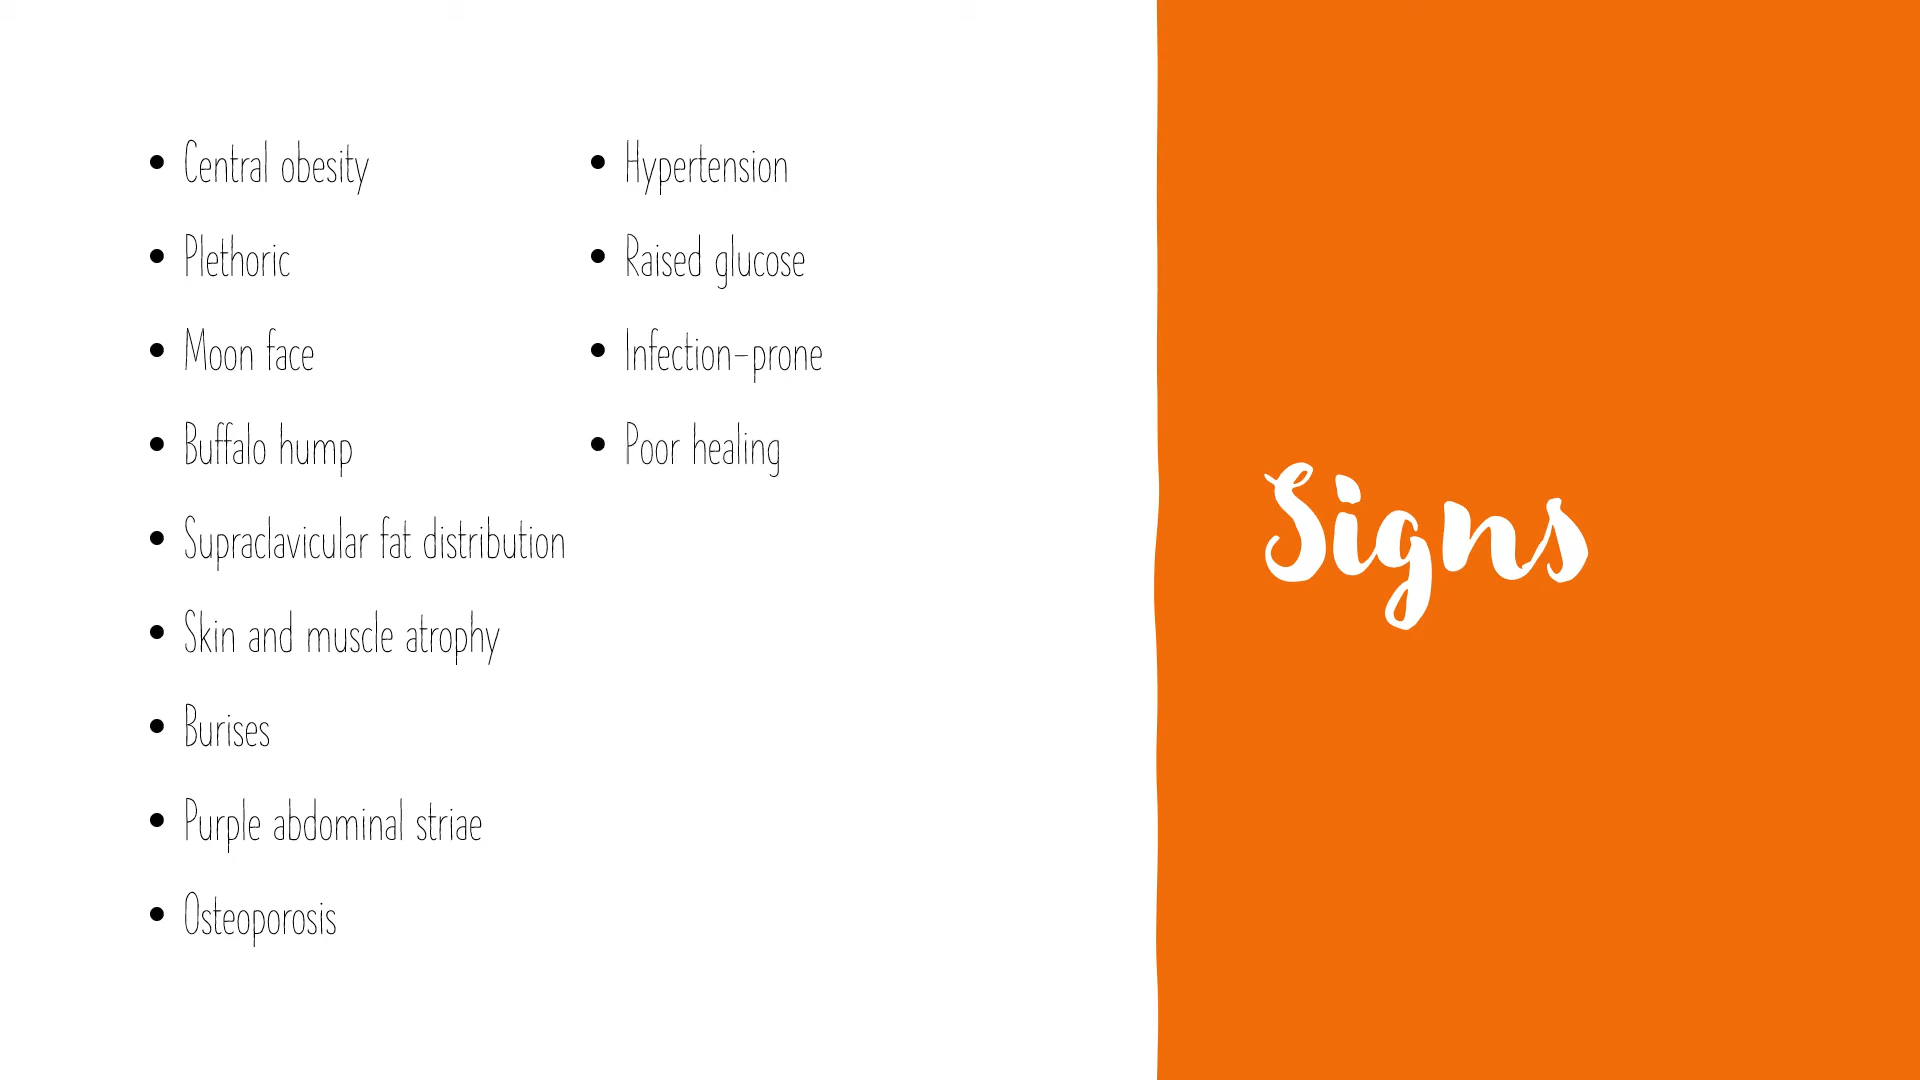 Central obesity
Plethoric
Moon face
Buffalo hump
Supraclavicular fat distribution
Skin and muscle atrophy
Burises
Purple abdominal striae
Osteoporosis
Hypertension
Raised glucose
Infection-prone
Poor healing
Signs